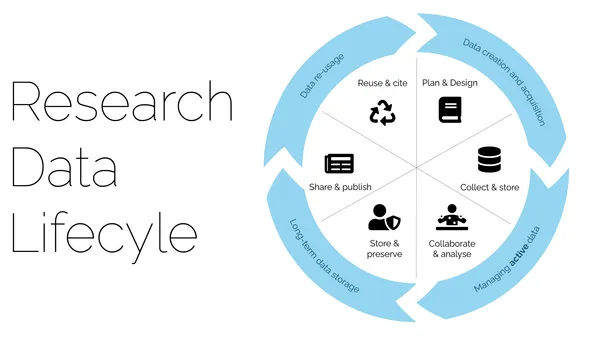 Research
Data
Lifecyle
Data re-usage
Data creation and acquisition
Reuse & cite
Plan & Design
Share & publish
Collect & store
Store &
preserve
Collaborate
& analyse
Long-term data storage
Managing active data